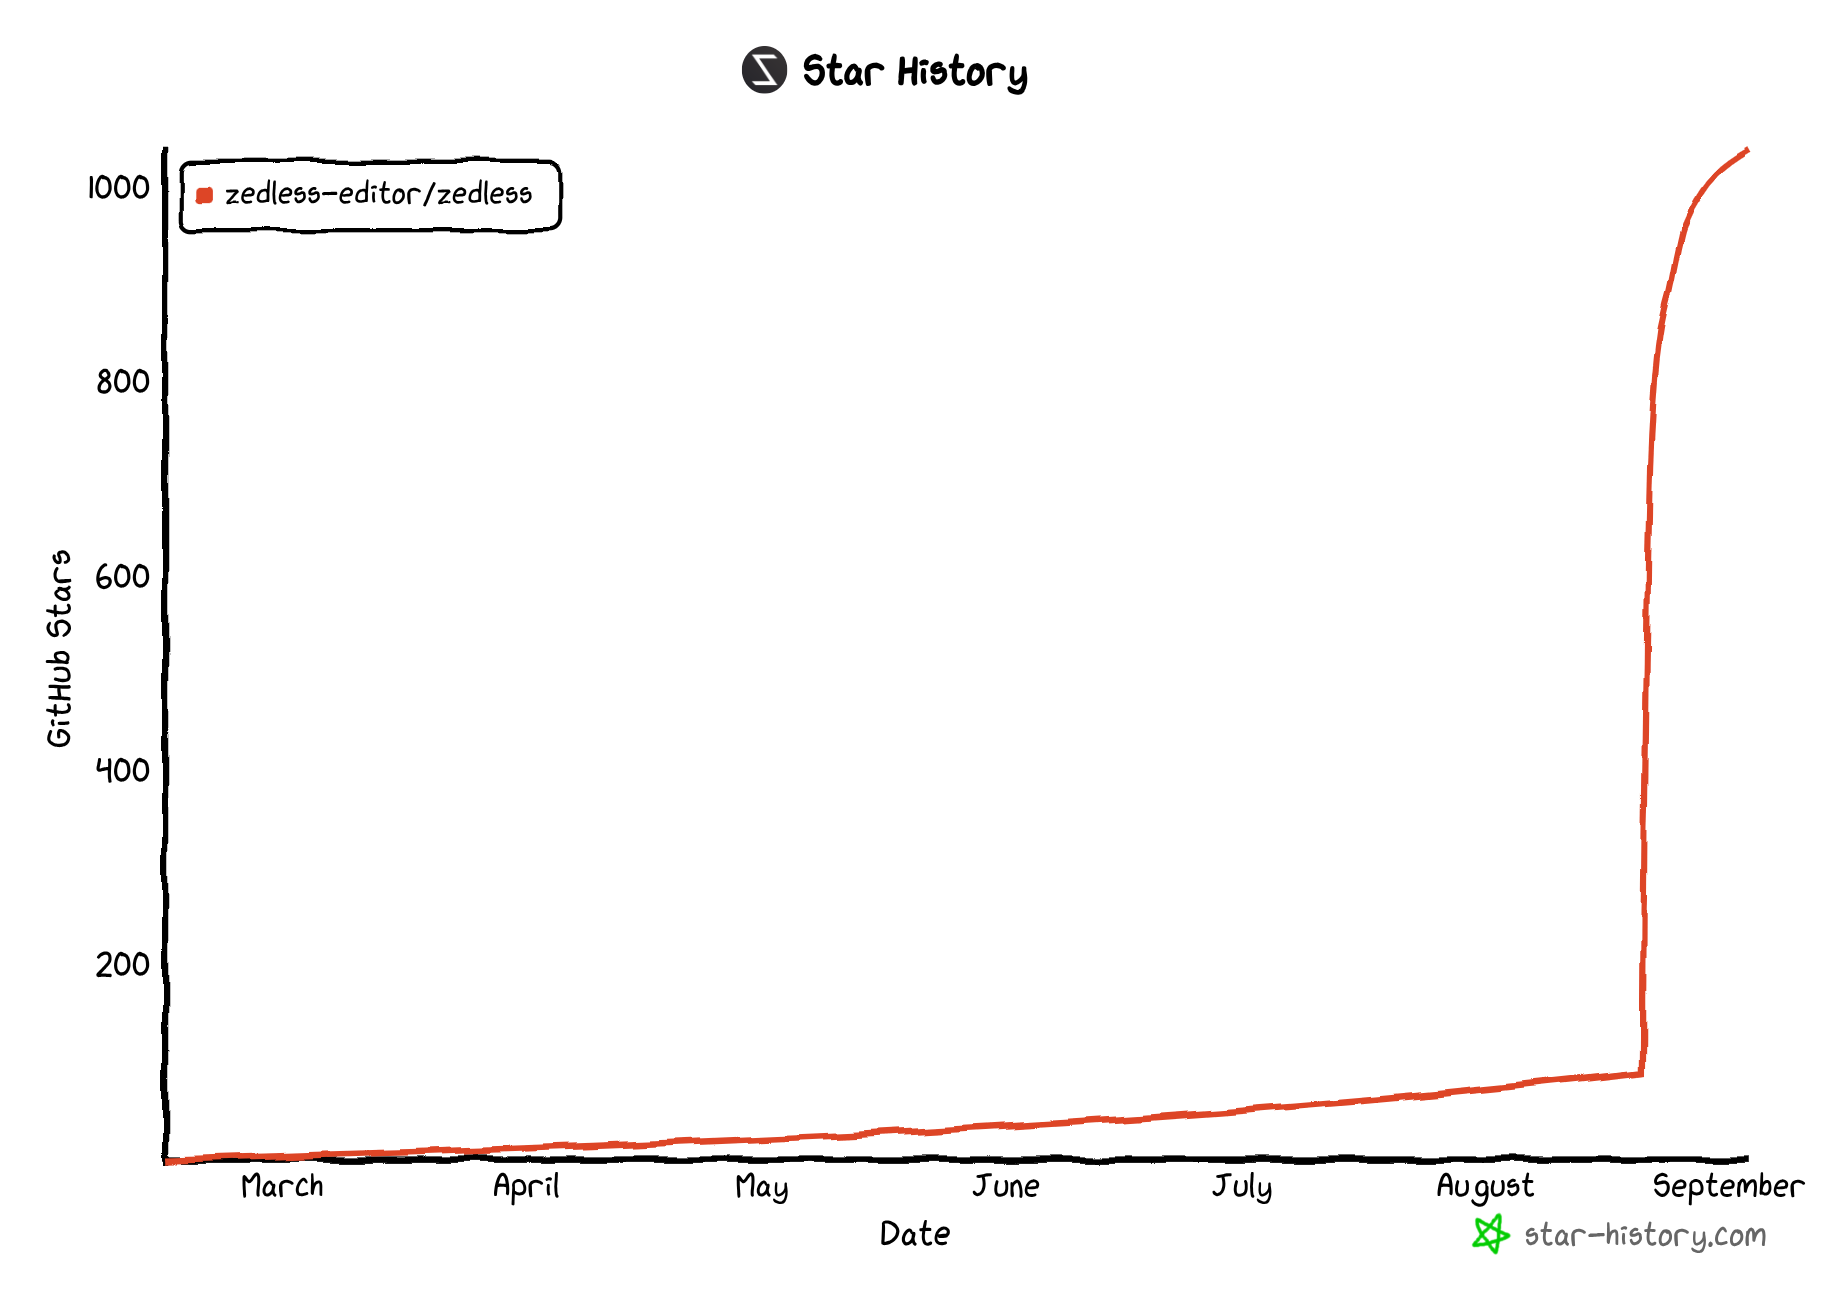 Star History
zedless-editor/zedless
1000
800
600
400
200
GitHub Stars
March April May June July August September
Date
star-history.com